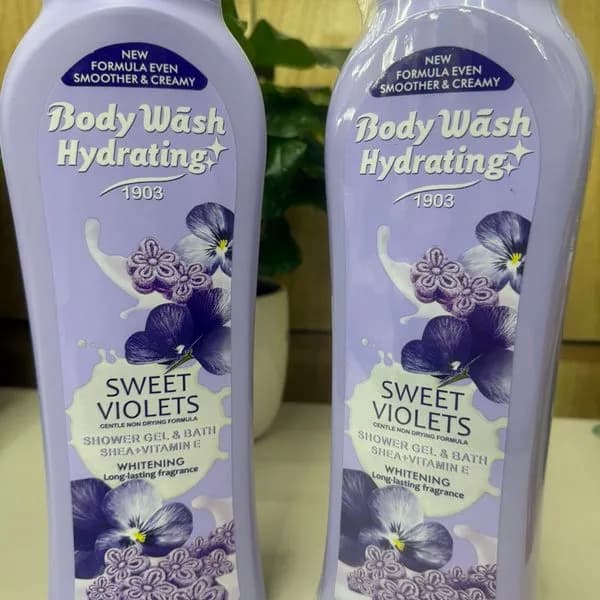 NEW
FORMULA EVEN
SMOOTHER & CREAMY
Body Wāsh
Hydrating
1903
SWEET
VIOLETS
GENTLE NON DRYING FORMULA
SHOWER GEL & BATH
SHEA+VITAMIN E
WHITENING
Long-lasting fragrance
NEW
FORMULA EVEN
SMOOTHER & CREAMY
Body Wāsh
Hydrating
1903
SWEET
VIOLETS
GENTLE NON DRYING FORMULA
SHOWER GEL & BATH
SHEA+VITAMIN E
WHITENING
Long-lasting fragrance